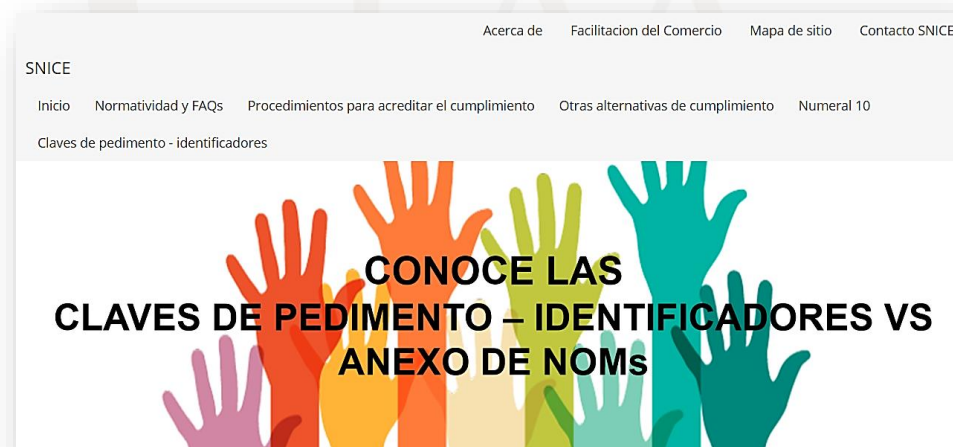 Acerca de Facilitacion del Comercio Mapa de sitio Contacto SNICE
SNICE
Inicio Normatividad y FAQs Procedimientos para acreditar el cumplimiento Otras alternativas de cumplimiento Numeral 10
Claves de pedimento - identificadores
CONOCE LAS
CLAVES DE PEDIMENTO – IDENTIFICADORES VS
ANEXO DE NOMs